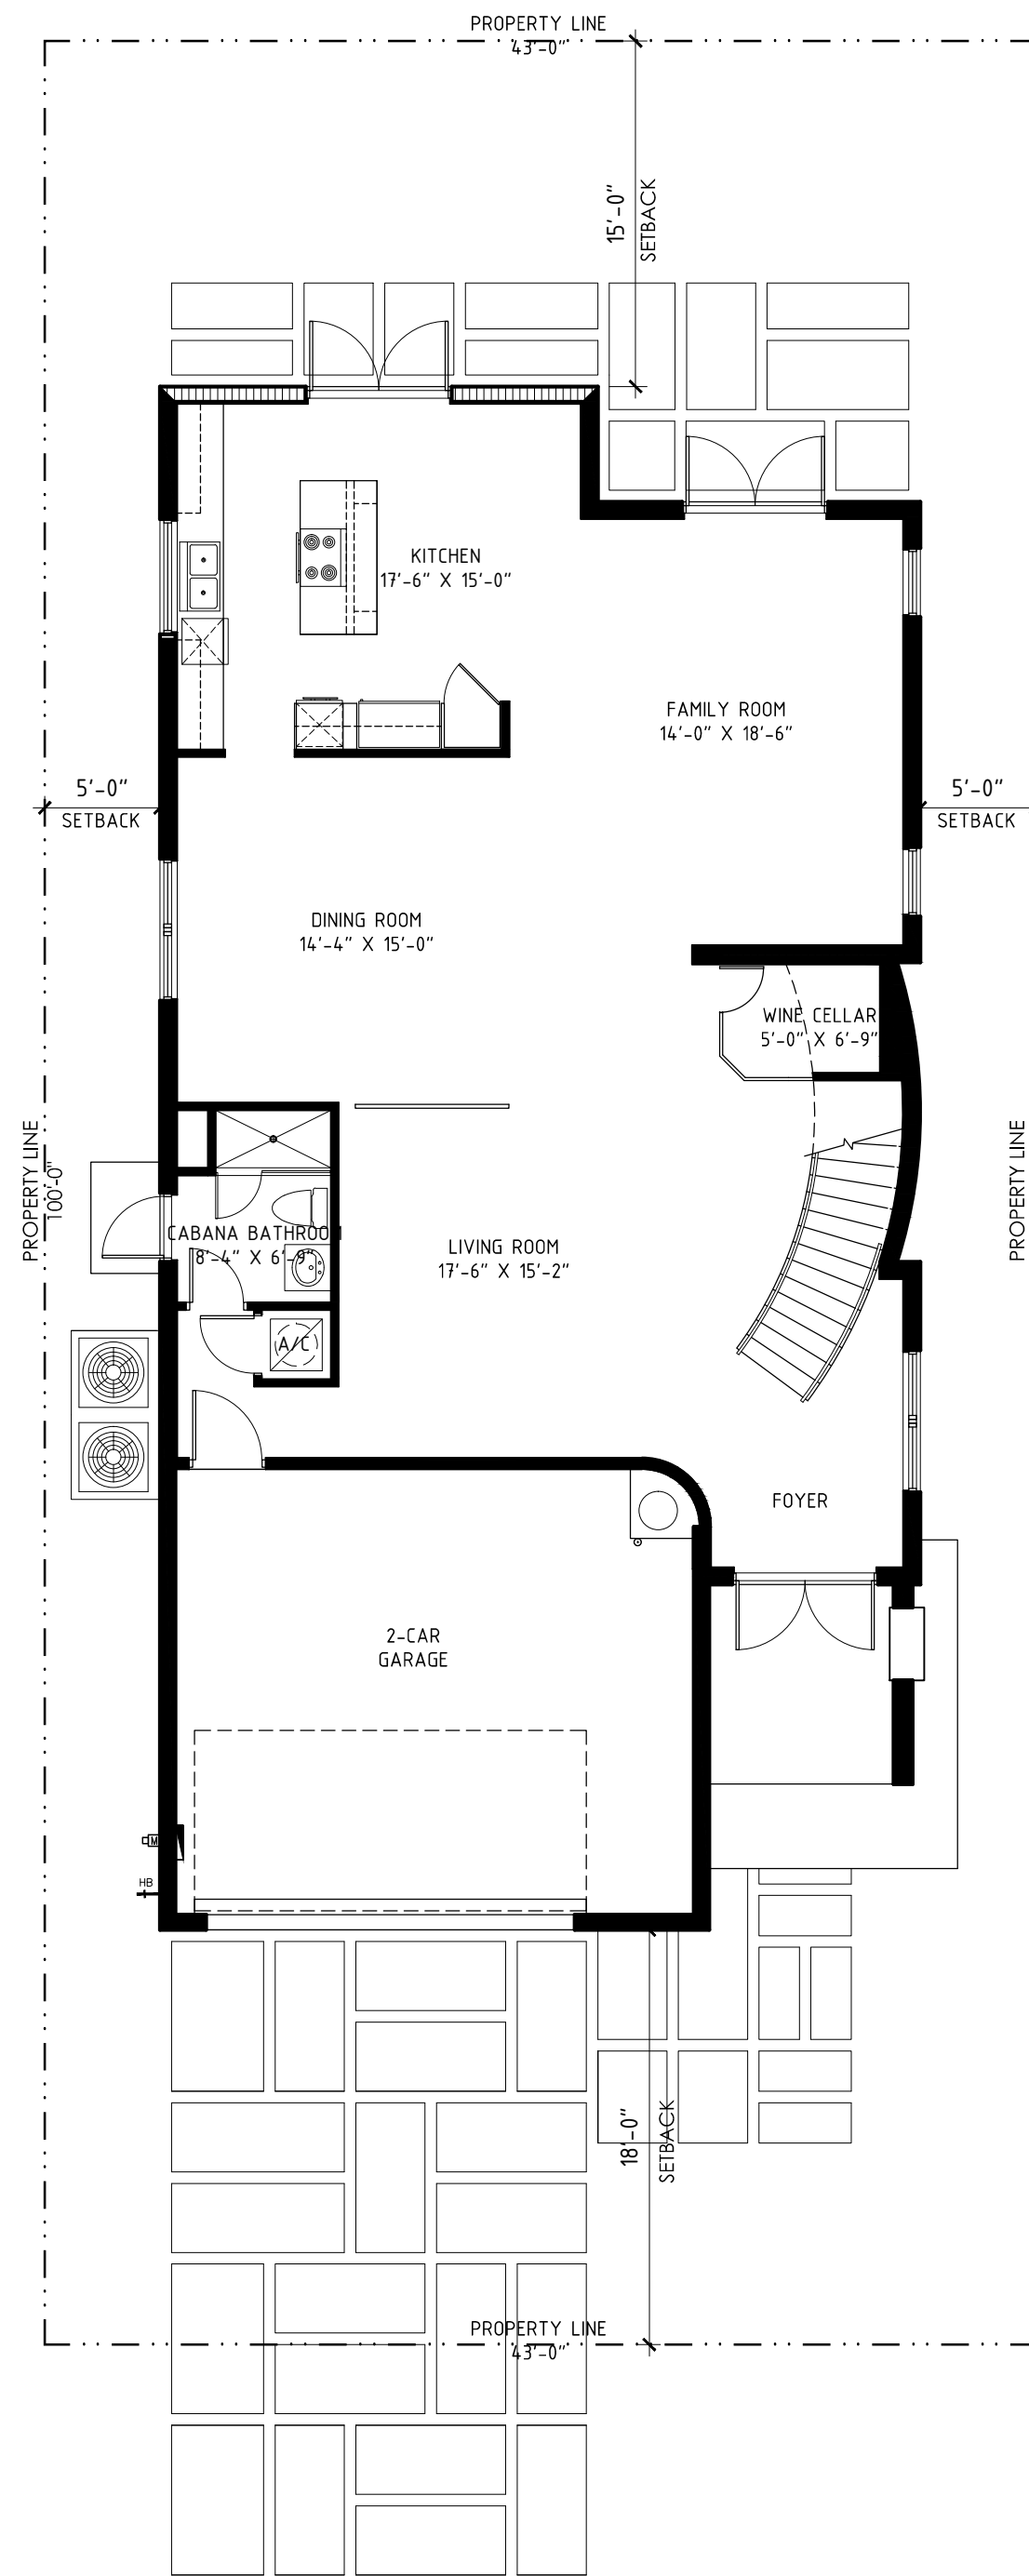 PROPERTY LINE
43'-0"
15'-0"
SETBACK
KITCHEN
17'-6" X 15'-0"
FAMILY ROOM
14'-0" X 18'-6"
5'-0"
SETBACK
5'-0"
SETBACK
DINING ROOM
14'-4" X 15'-0"
WINE CELLAR
5'-0" X 6'-9"
PROPERTY LINE
100'-0"
PROPERTY LINE
CABANA BATHROOM
8'-4" X 6'-9"
LIVING ROOM
17'-6" X 15'-2"
A/C
FOYER
2-CAR
GARAGE
M
HB
18'-0"
SETBACK
PROPERTY LINE
43'-0"